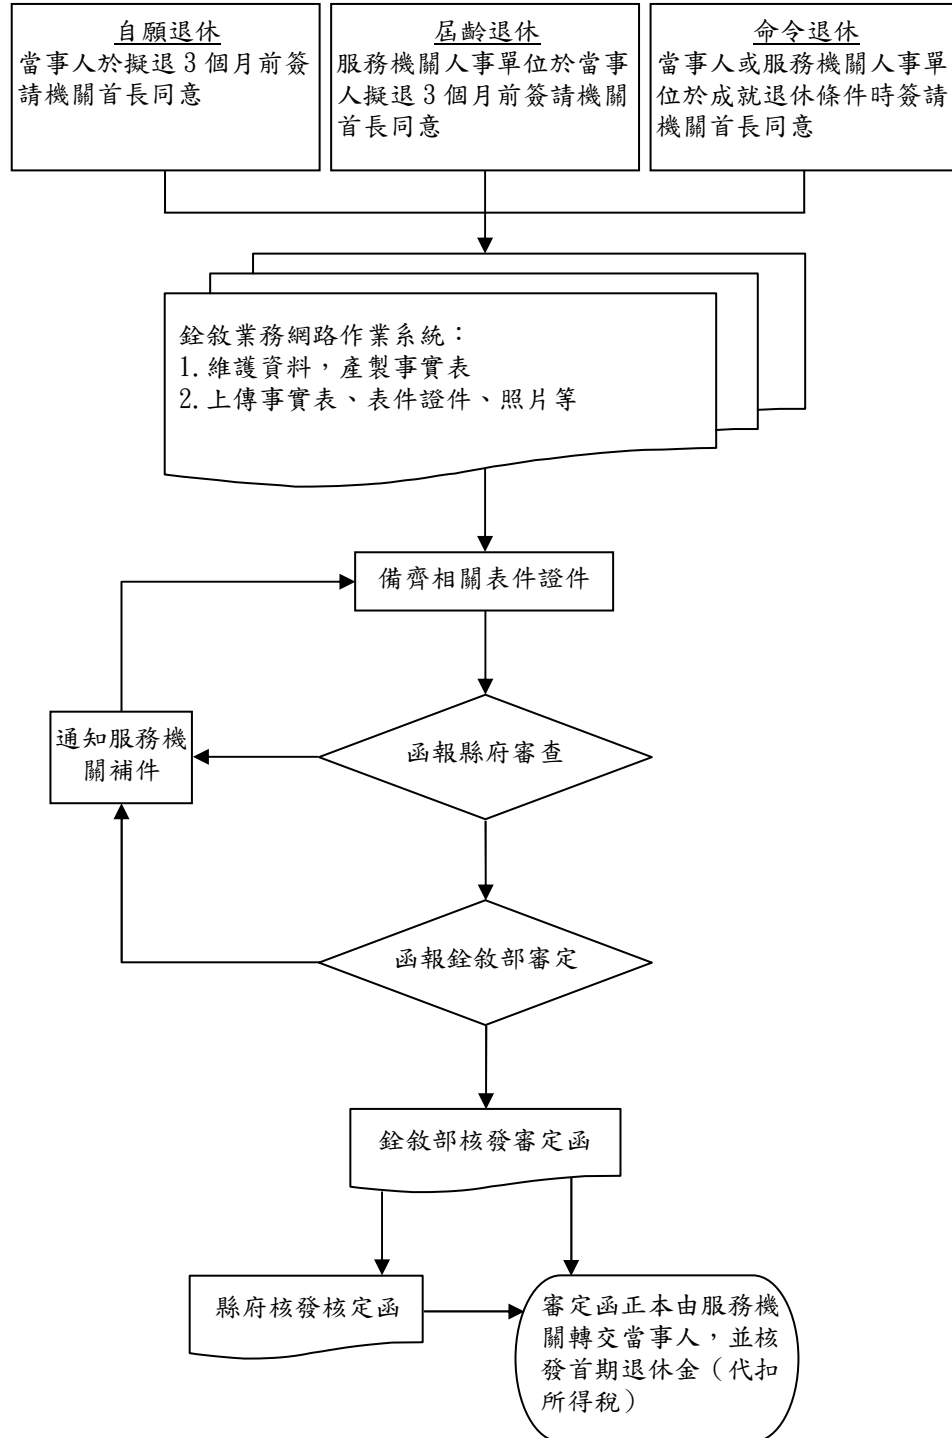 自願退休
當事人於擬退 3 個月前簽
請機關首長同意
屆齡退休
服務機關人事單位於當事
人擬退 3 個月前簽請機關
首長同意
命令退休
當事人或服務機關人事單
位於成就退休條件時簽請
機關首長同意
銓敘業務網路作業系統：
1. 維護資料，產製事實表
2. 上傳事實表、表件證件、照片等
備齊相關表件證件
通知服務機
關補件
函報縣府審查
函報銓敘部審定
銓敘部核發審定函
縣府核發核定函
審定函正本由服務機
關轉交當事人，並核
發首期退休金（代扣
所得稅）